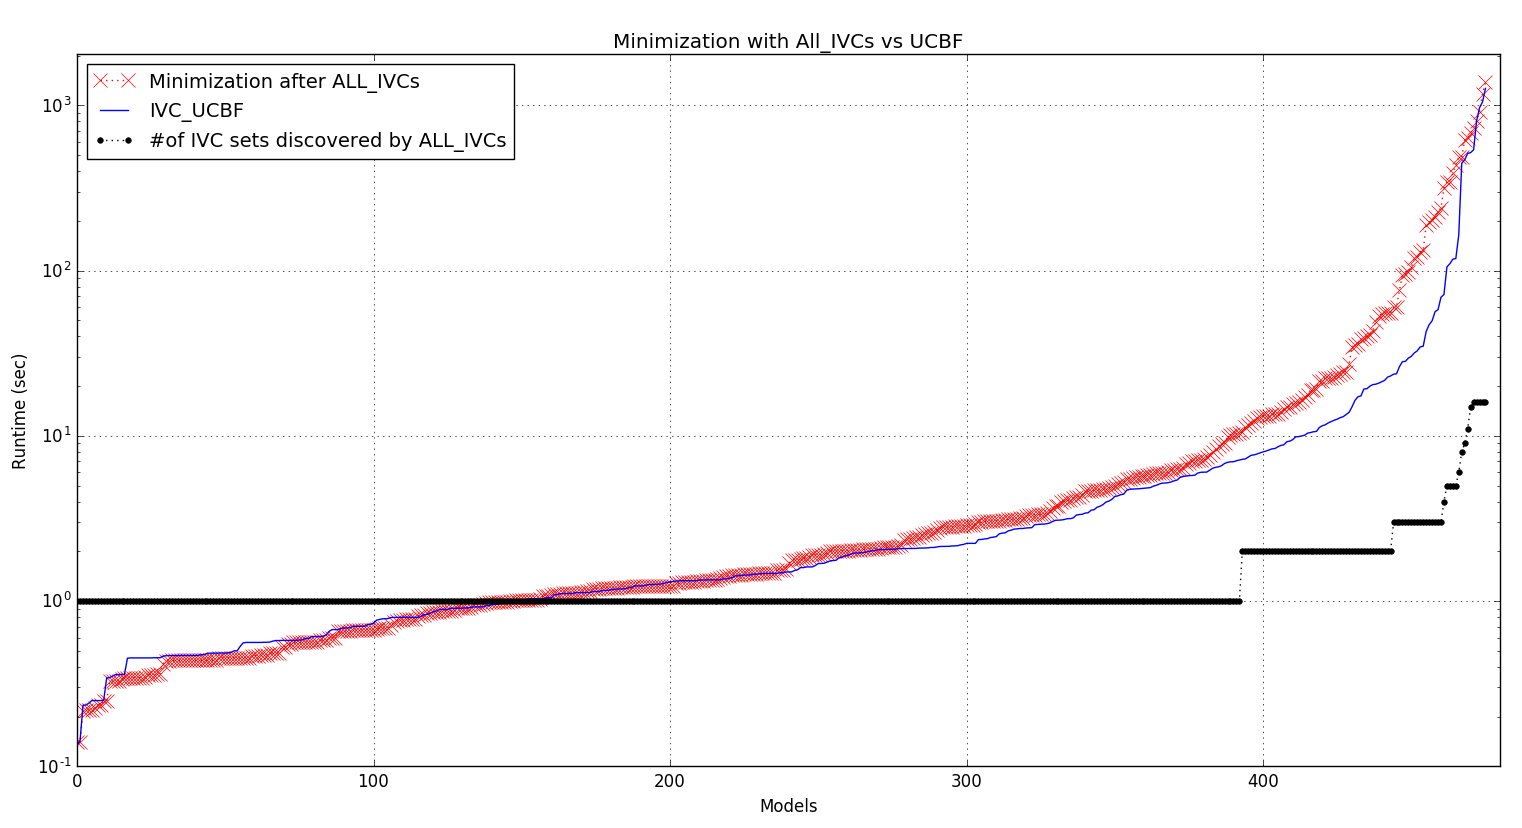 Minimization with All_IVCs vs UCBF
Minimization after ALL_IVCs
IVC_UCBF
#of IVC sets discovered by ALL_IVCs
10^3
10^2
10^1
10^0
10^-1
Runtime (sec)
0 100 200 300 400
Models